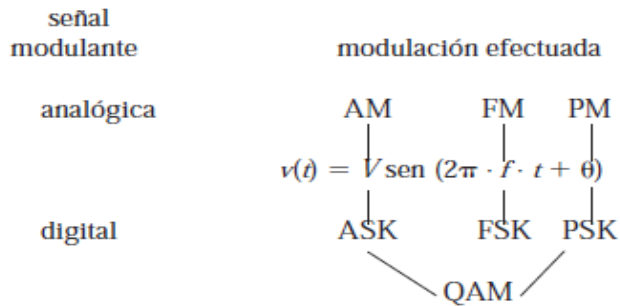 señal
modulante modulación efectuada
analógica AM FM PM
v(t) = V sen (2π · f · t + θ)
digital ASK FSK PSK
QAM